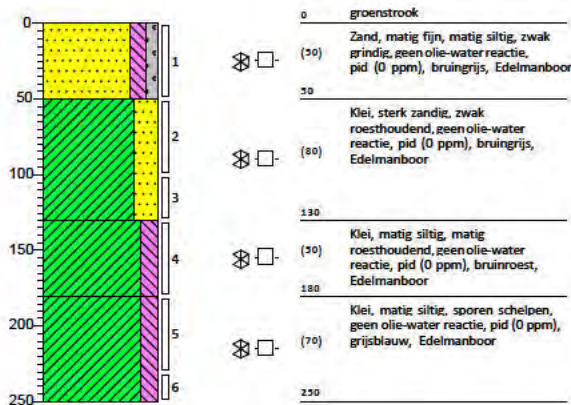 0 groenstrook
0
Zand, matig fijn, matig siltig, zwak
(50) grindig, geen olie-water reactie,
1
pid (0 ppm), bruingrijs, Edelmanboor
50
50
Klei, sterk zandig, zwak
roesthoudend, geen olie-water
2
(80) reactie, pid (0 ppm), bruingrijs,
Edelmanboor
100
3
130
Klei, matig siltig, matig
150
roesthoudend, geen olie-water
4
(50) reactie, pid (0 ppm), bruinroest,
Edelmanboor
180
Klei, matig siltig, sporen schelpen,
200
geen olie-water reactie, pid (0 ppm),
5
(70) grijsblauw, Edelmanboor
6
250
250